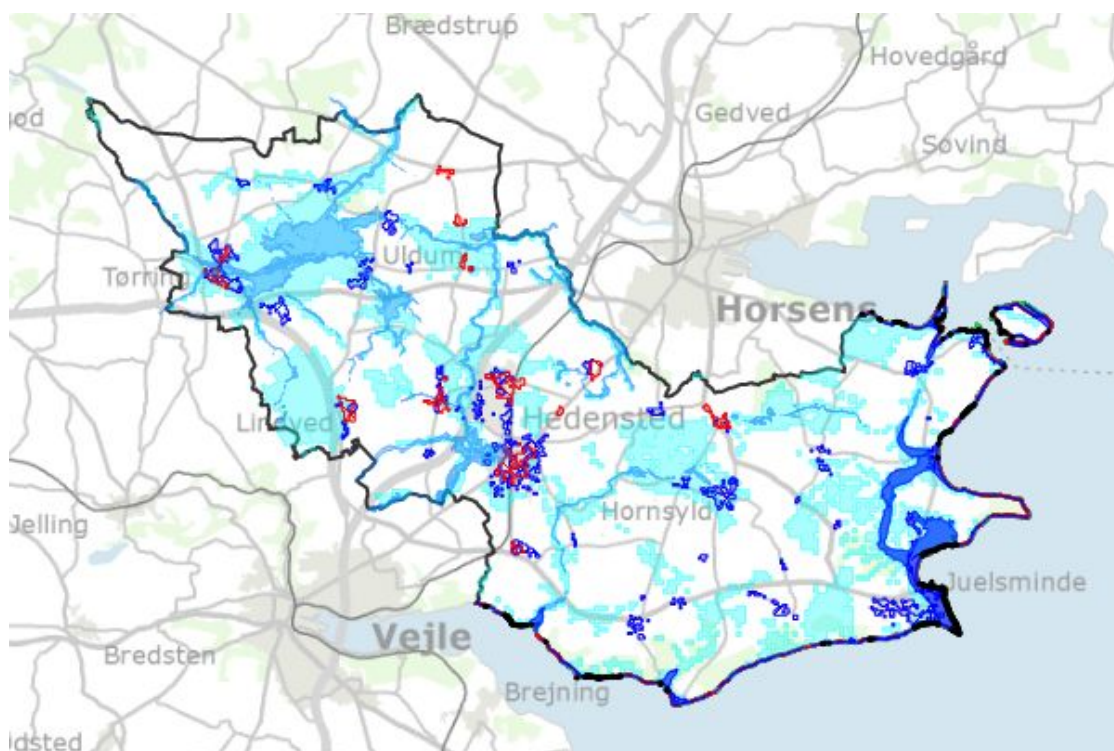 Brædstrup
Hovedgård
Gedved
Sovind
Uldum
Tørring
Horsens
Lindved
Hedensted
Hornsyld
Jelling
Juelsminde
Vejle
Bredsten
Brejning